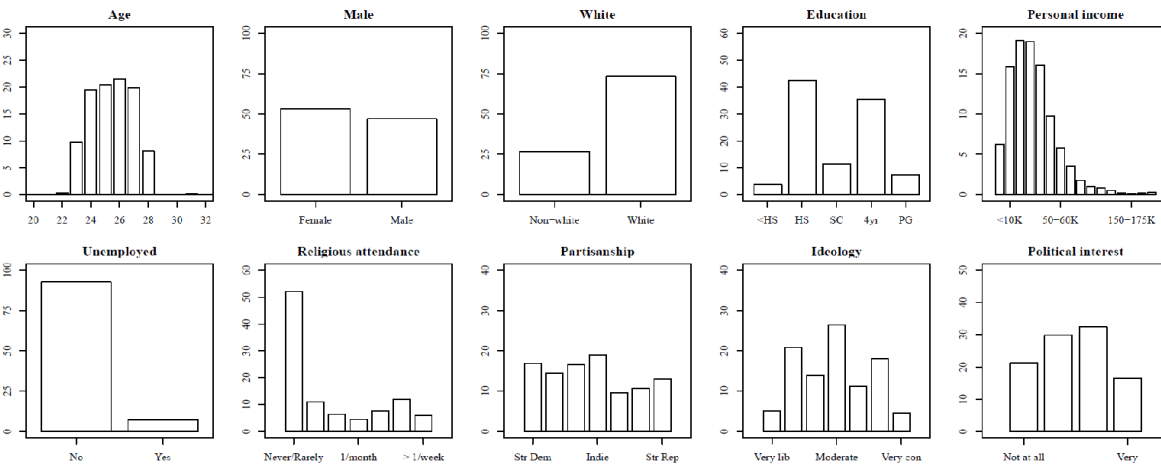 Age
Male
White
Education
Personal income
0 5 10 15 20 25 30
0 25 50 75 100
0 25 50 75 100
0 10 20 30 40 50 60
0 5 10 15 20
20 22 24 26 28 30 32
Female Male
Non−white White
<HS HS SC 4yr PG
<10K 50−60K 150−175K
Unemployed
Religious attendance
Partisanship
Ideology
Political interest
0 25 50 75 100
0 10 20 30 40 50 60
0 10 20 30 40
0 10 20 30 40
0 10 20 30 40 50
No Yes
Never/Rarely 1/month > 1/week
Str Dem Indie Str Rep
Very lib Moderate Very con
Not at all Very